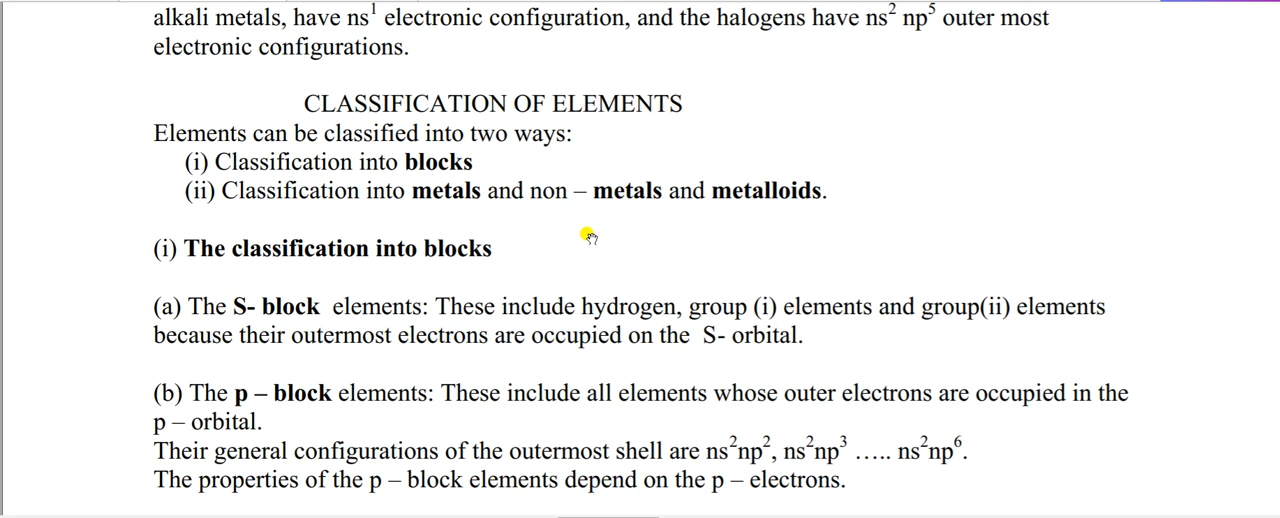 alkali metals, have ns¹ electronic configuration, and the halogens have ns² np⁵ outer most
electronic configurations.
CLASSIFICATION OF ELEMENTS
Elements can be classified into two ways:
(i) Classification into blocks
(ii) Classification into metals and non – metals and metalloids.
(i) The classification into blocks
(a) The S- block elements: These include hydrogen, group (i) elements and group(ii) elements
because their outermost electrons are occupied on the S- orbital.
(b) The p – block elements: These include all elements whose outer electrons are occupied in the
p – orbital.
Their general configurations of the outermost shell are ns²np², ns²np³ ….. ns²np⁶.
The properties of the p – block elements depend on the p – electrons.